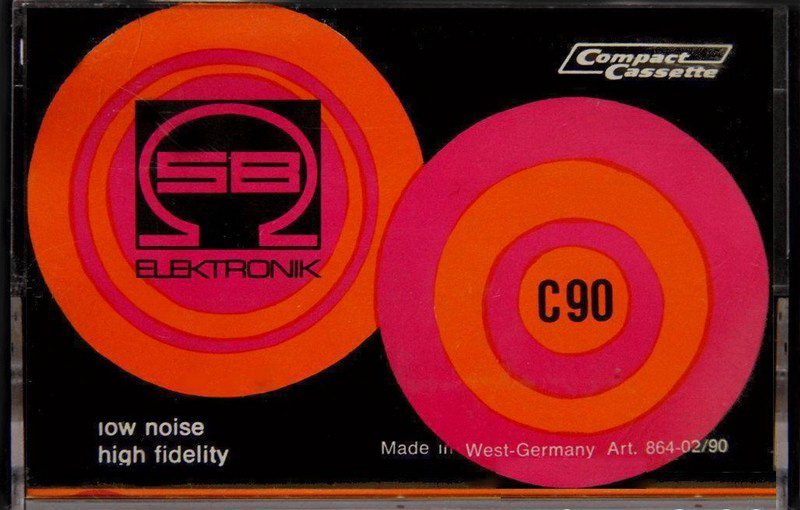 Compact
Cassette
SB
ELEKTRONIK
C90
low noise
high fidelity
Made in West-Germany Art. 864-02/90